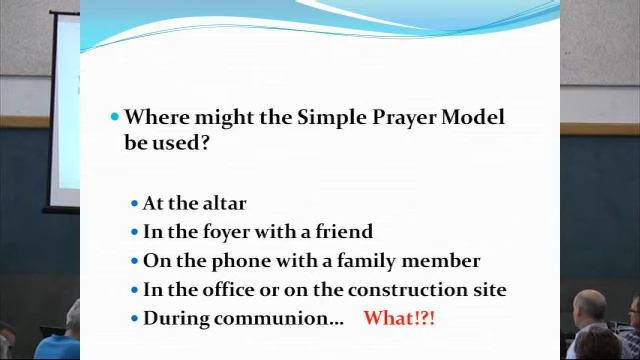 Where might the Simple Prayer Model
be used?
At the altar
In the foyer with a friend
On the phone with a family member
In the office or on the construction site
During communion... What!?!